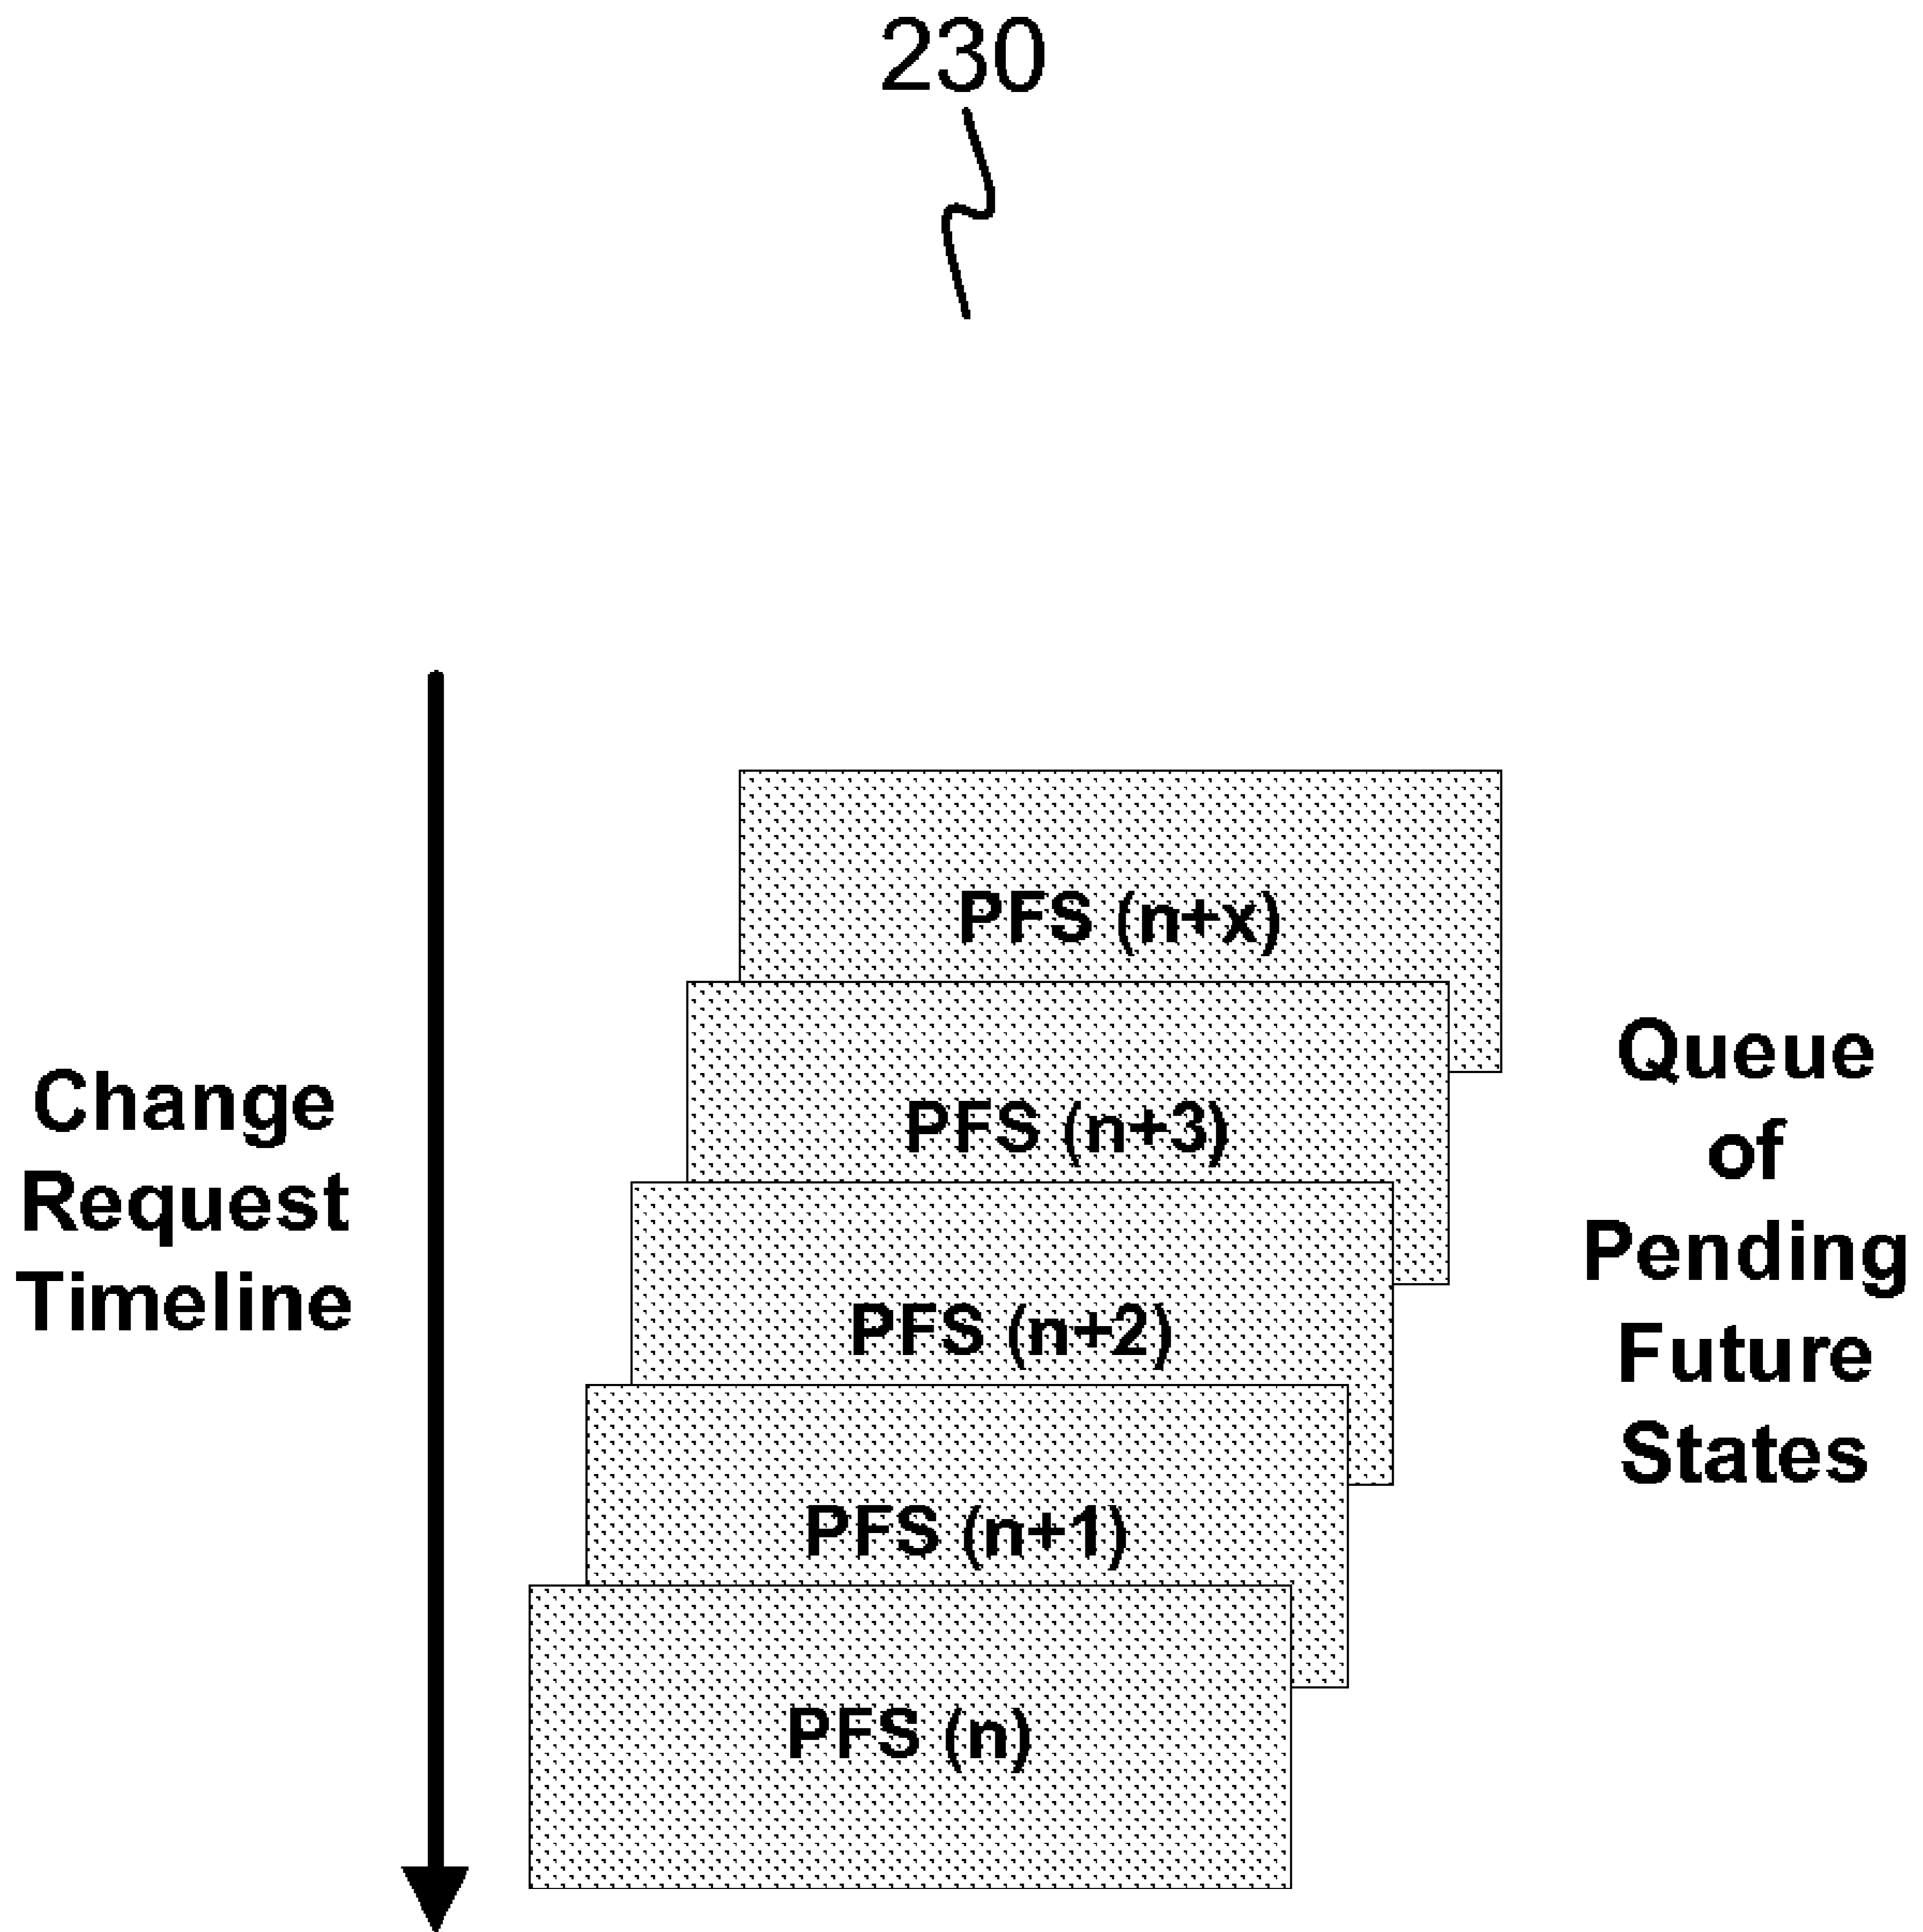 230
Change
Request
Timeline
PFS (n+x)
PFS (n+3)
PFS (n+2)
PFS (n+1)
PFS (n)
Queue
of
Pending
Future
States